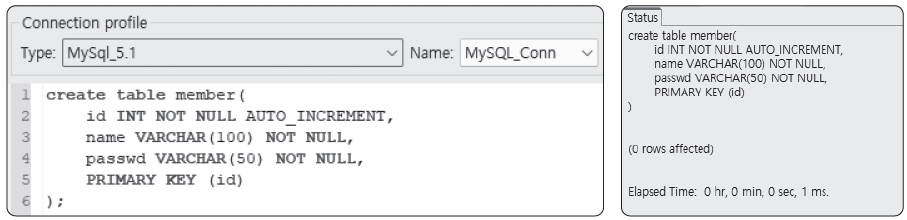 Connection profile
Type: MySql_5.1 Name: MySQL_Conn
1 create table member(
2 id INT NOT NULL AUTO_INCREMENT,
3 name VARCHAR(100) NOT NULL,
4 passwd VARCHAR(50) NOT NULL,
5 PRIMARY KEY (id)
6 );
Status
create table member(
id INT NOT NULL AUTO_INCREMENT,
name VARCHAR(100) NOT NULL,
passwd VARCHAR(50) NOT NULL,
PRIMARY KEY (id)
)
(0 rows affected)
Elapsed Time: 0 hr, 0 min, 0 sec, 1 ms.